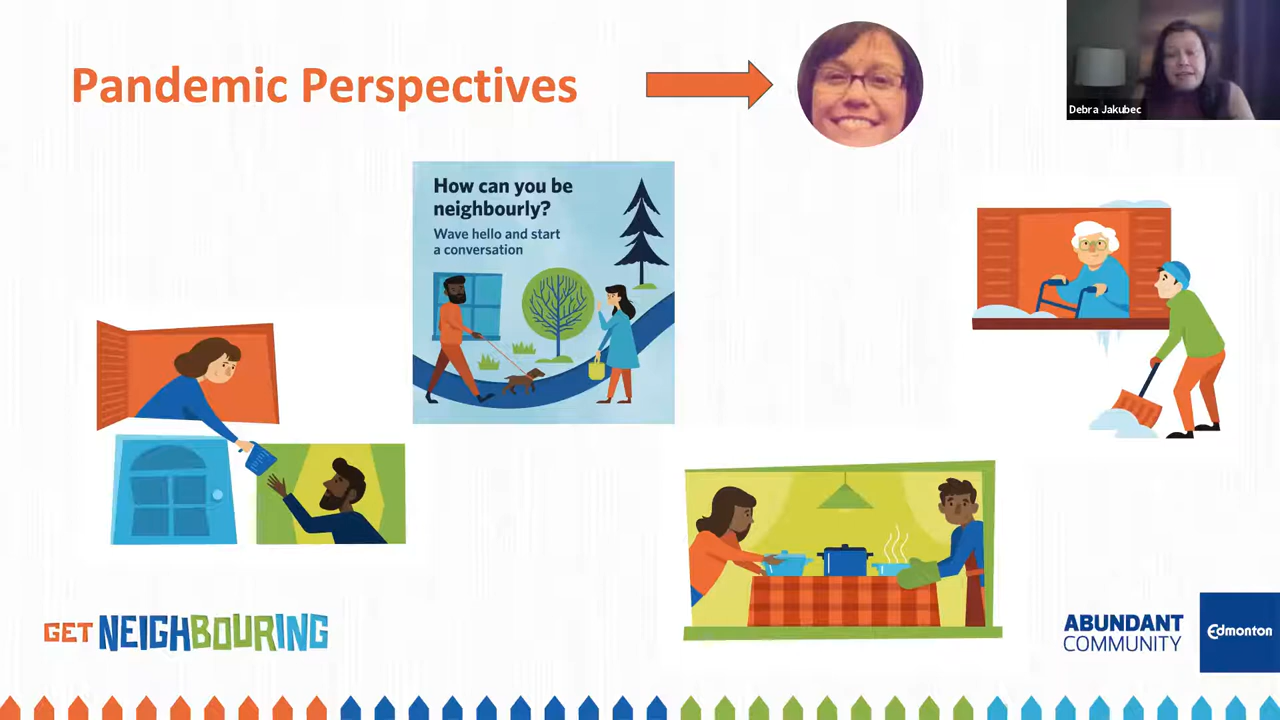 Pandemic Perspectives
Debra Jakubec
How can you be
neighbourly?
Wave hello and start
a conversation
GET NEIGHBOURING
ABUNDANT
COMMUNITY
Edmonton